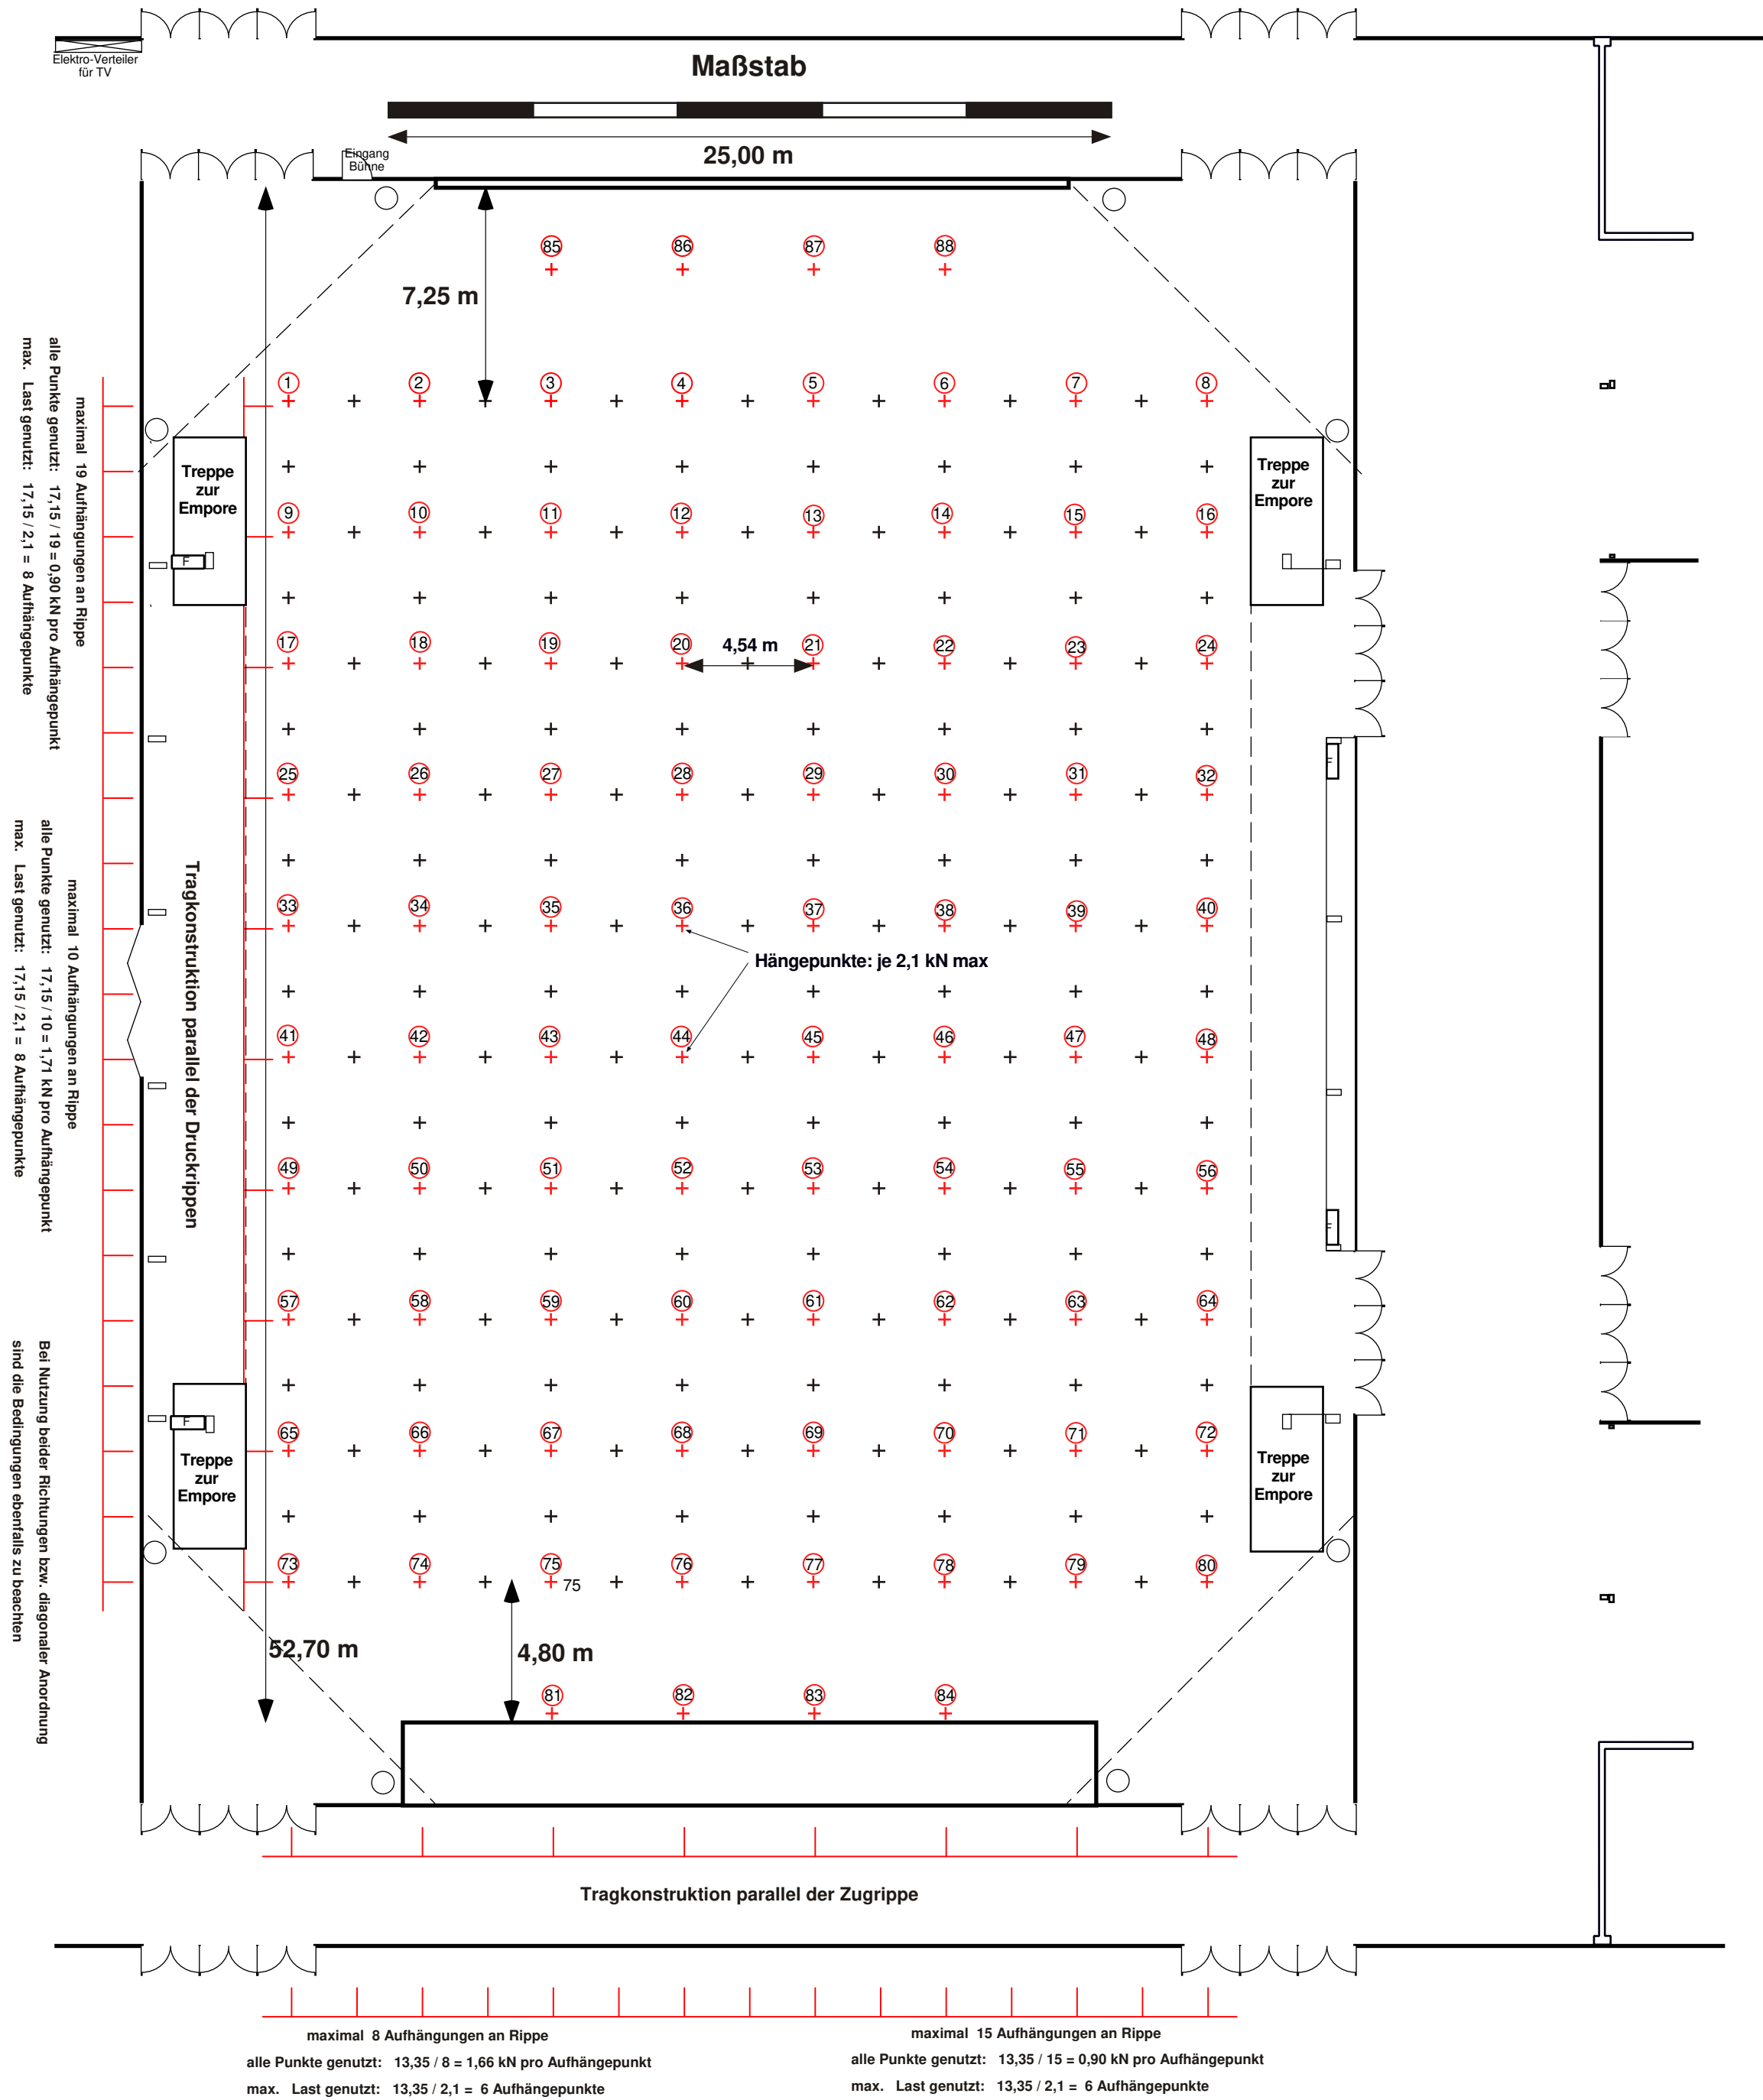 Elektro-Verteiler
für TV
Maßstab
25,00 m
Eingang
Bühne
85 86 87 88
7,25 m
1 2 3 4 5 6 7 8
Treppe
zur
Empore
Treppe
zur
Empore
9 10 11 12 13 14 15 16
F
17 18 19 20 4,54 m 21 22 23 24
25 26 27 28 29 30 31 32
F
33 34 35 36 37 38 39 40
Hängepunkte: je 2,1 kN max
41 42 43 44 45 46 47 48
49 50 51 52 53 54 55 56
F
57 58 59 60 61 62 63 64
F
65 66 67 68 69 70 71 72
Treppe
zur
Empore
Treppe
zur
Empore
73 74 75 76 77 78 79 80
75
52,70 m
4,80 m
81 82 83 84
maximal 19 Aufhängungen an Rippe
alle Punkte genutzt: 17,15 / 19 = 0,90 kN pro Aufhängepunkt
max. Last genutzt: 17,15 / 2,1 = 8 Aufhängepunkte
maximal 10 Aufhängungen an Rippe
alle Punkte genutzt: 17,15 / 10 = 1,71 kN pro Aufhängepunkt
max. Last genutzt: 17,15 / 2,1 = 8 Aufhängepunkte
Bei Nutzung beider Richtungen bzw. diagonaler Anordnung
sind die Bedingungen ebenfalls zu beachten
Tragkonstruktion parallel der Druckrippen
Tragkonstruktion parallel der Zugrippe
maximal 8 Aufhängungen an Rippe
alle Punkte genutzt: 13,35 / 8 = 1,66 kN pro Aufhängepunkt
max. Last genutzt: 13,35 / 2,1 = 6 Aufhängepunkte
maximal 15 Aufhängungen an Rippe
alle Punkte genutzt: 13,35 / 15 = 0,90 kN pro Aufhängepunkt
max. Last genutzt: 13,35 / 2,1 = 6 Aufhängepunkte